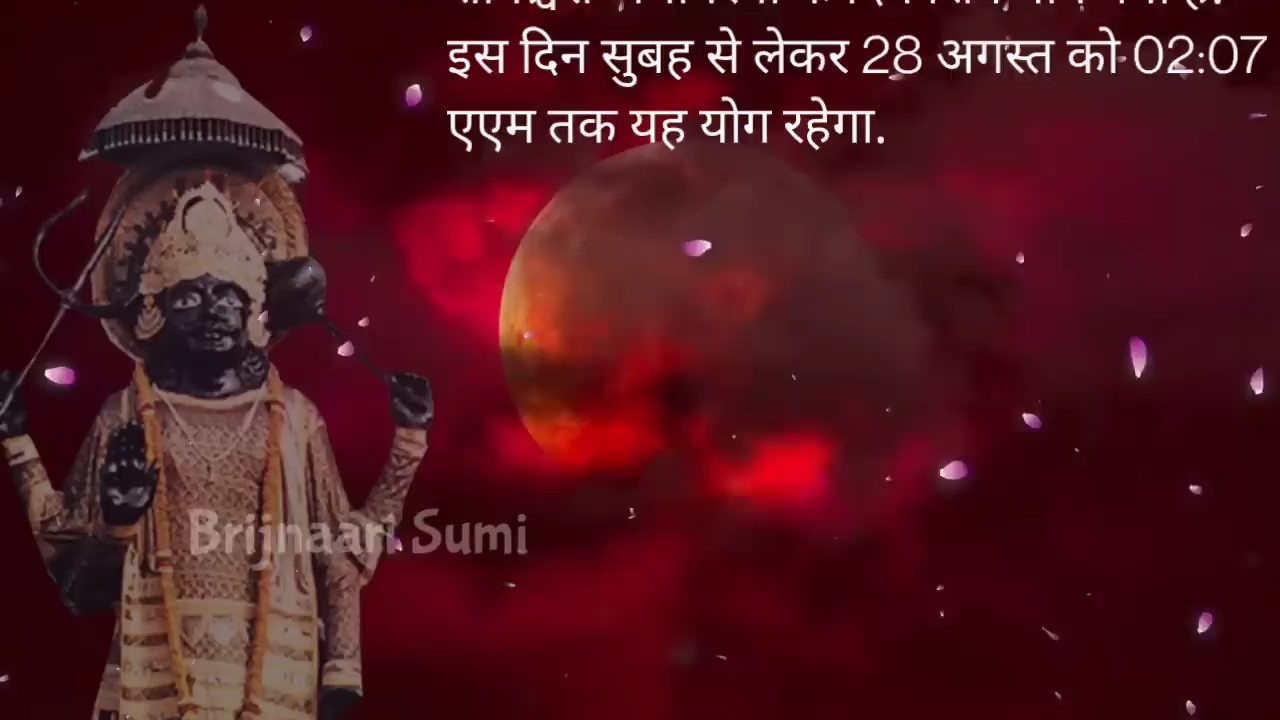 इस दिन सुबह से लेकर 28 अगस्त को 02:07
एएम तक यह योग रहेगा.
Brijnaari Sumi